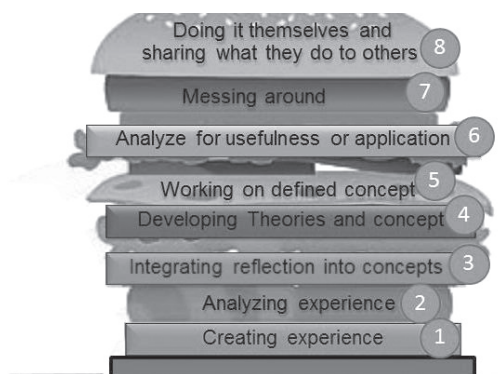 Doing it themselves and
sharing what they do to others 8
Messing around 7
Analyze for usefulness or application 6
Working on defined concept 5
Developing Theories and concept 4
Integrating reflection into concepts 3
Analyzing experience 2
Creating experience 1